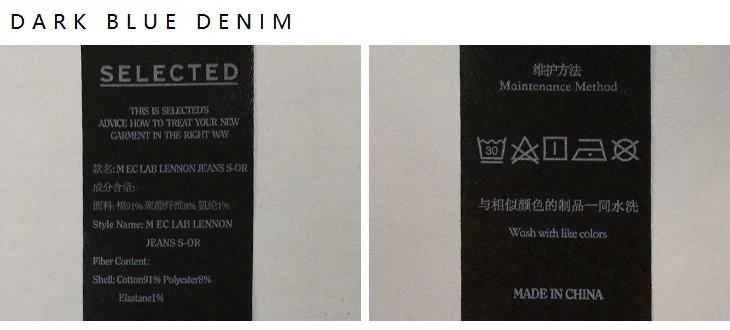 DARK BLUE DENIM
SELECTED
THIS IS SELECTED'S
ADVICE HOW TO TREAT YOUR NEW
GARMENT IN THE RIGHT WAY
款名: M EC LAB LENNON JEANS S-OR
成分含量:
面料: 棉91% 聚酯纤维8% 氨纶1%
Style Name: M EC LAB LENNON
JEANS S-OR
Fiber Content:
Shell: Cotton91% Polyester8%
Elastane1%
维护方法
Maintenance Method
30
与相似颜色的制品一同水洗
Wash with like colors
MADE IN CHINA